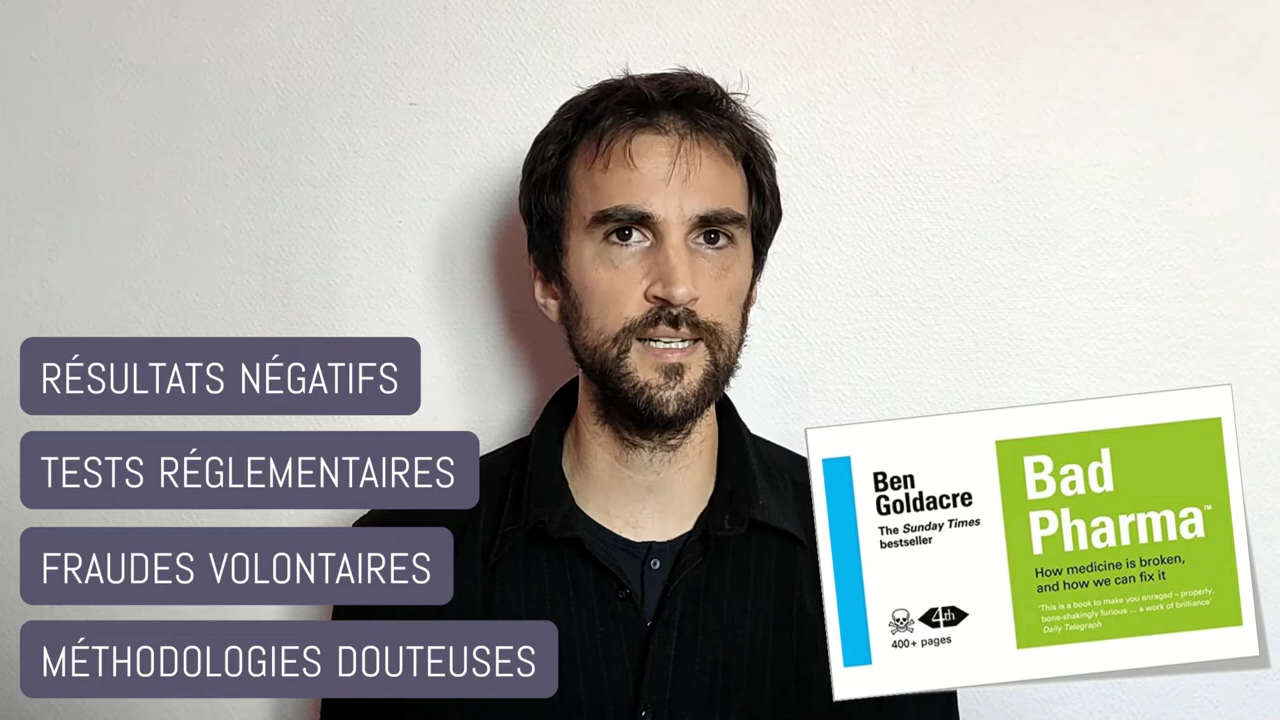 RÉSULTATS NÉGATIFS
TESTS RÉGLEMENTAIRES
FRAUDES VOLONTAIRES
MÉTHODOLOGIES DOUTEUSES
Ben
Goldacre
The Sunday Times
bestseller
4th
400+ pages
Bad
Pharma™
How medicine is broken,
and how we can fix it
'This is a book to make you enraged – properly,
bone-shakingly furious ... a work of brilliance'
Daily Telegraph